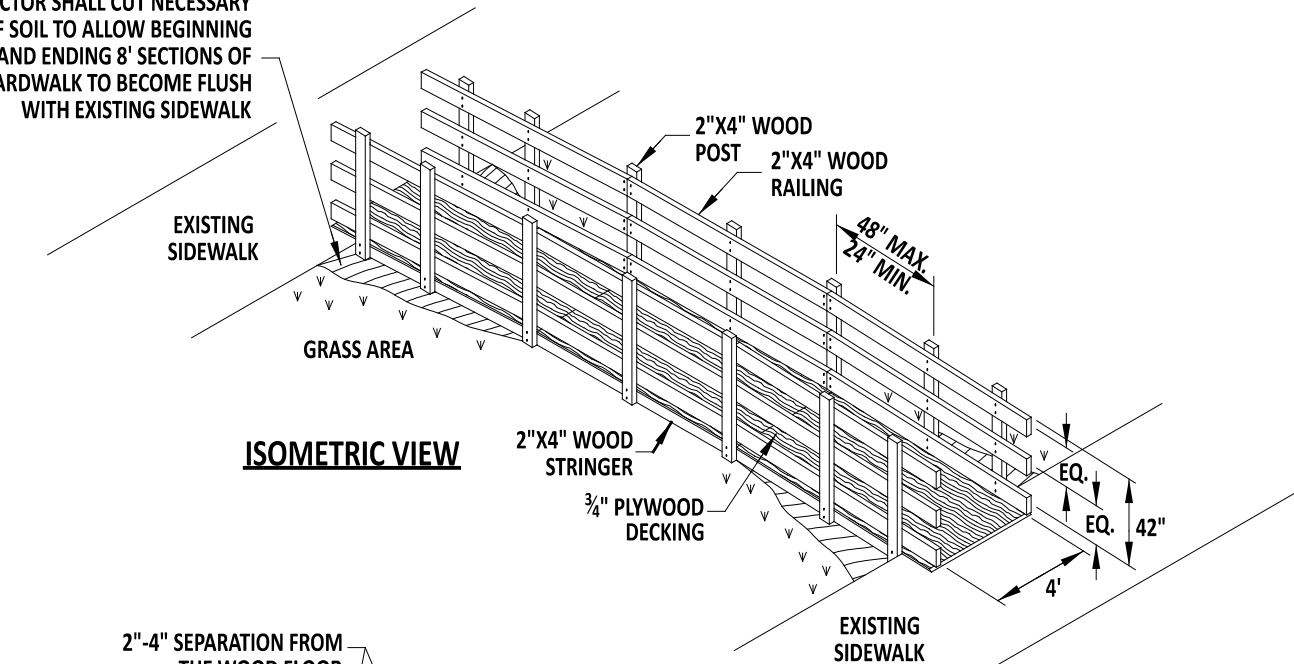 SHALL CUT NECESSARY
SOIL TO ALLOW BEGINNING
AND ENDING 8' SECTIONS OF
TO BECOME FLUSH
WITH EXISTING SIDEWALK
2"X4" WOOD
POST
2"X4" WOOD
RAILING
EXISTING
SIDEWALK
48" MAX.
24" MIN.
GRASS AREA
ISOMETRIC VIEW
2"X4" WOOD
STRINGER
¾" PLYWOOD
DECKING
EQ.
EQ.
42"
4'
EXISTING
SIDEWALK
2"-4" SEPARATION FROM
THE WOOD FLOOR